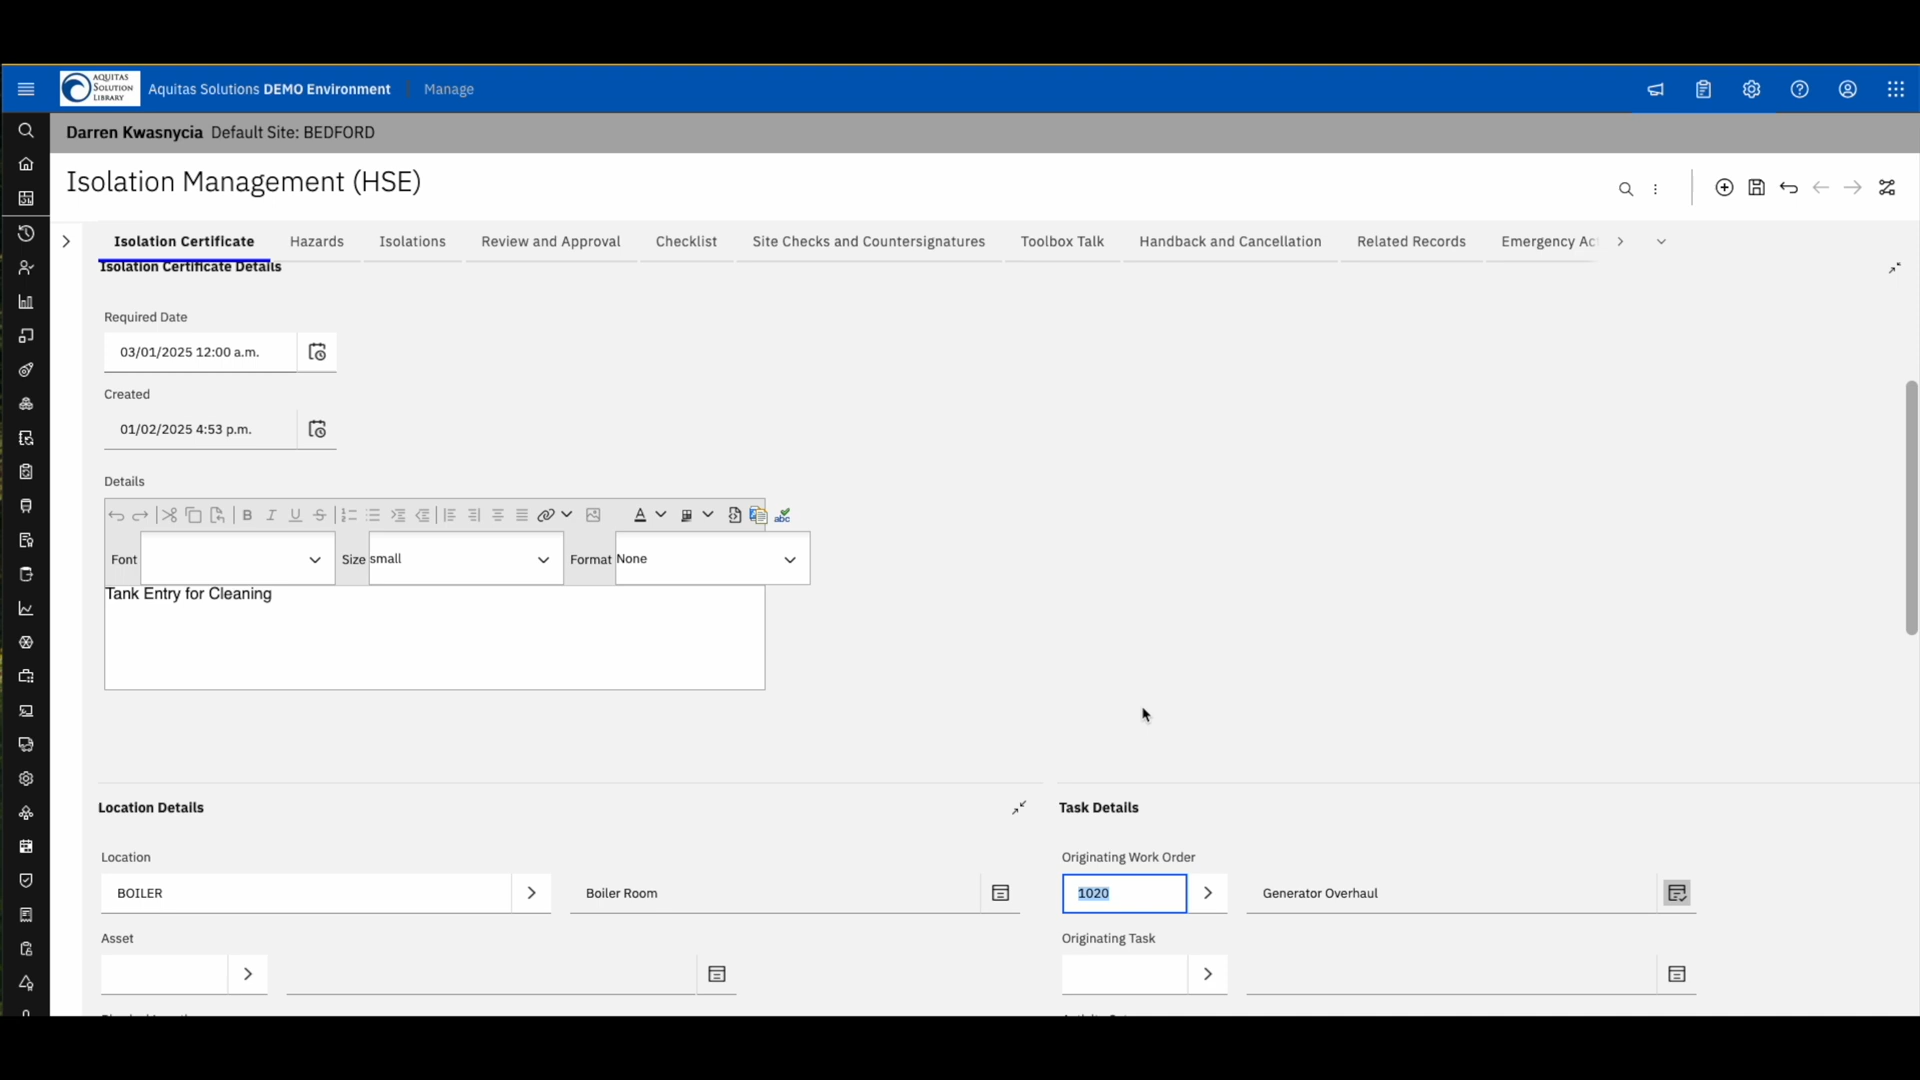 AQUITAS
SOLUTION
LIBRARY
Aquitas Solutions DEMO Environment
Manage
Darren Kwasnycia Default Site: BEDFORD
Isolation Management (HSE)
Isolation Certificate
Hazards
Isolations
Review and Approval
Checklist
Site Checks and Countersignatures
Toolbox Talk
Handback and Cancellation
Related Records
Emergency Ac
Isolation Certificate Details
Required Date
03/01/2025 12:00 a.m.
Created
01/02/2025 4:53 p.m.
Details
B I U S A abc
Font
Size small
Format None
Tank Entry for Cleaning
Location Details
Task Details
Location
Originating Work Order
BOILER
Boiler Room
1020
Generator Overhaul
Asset
Originating Task